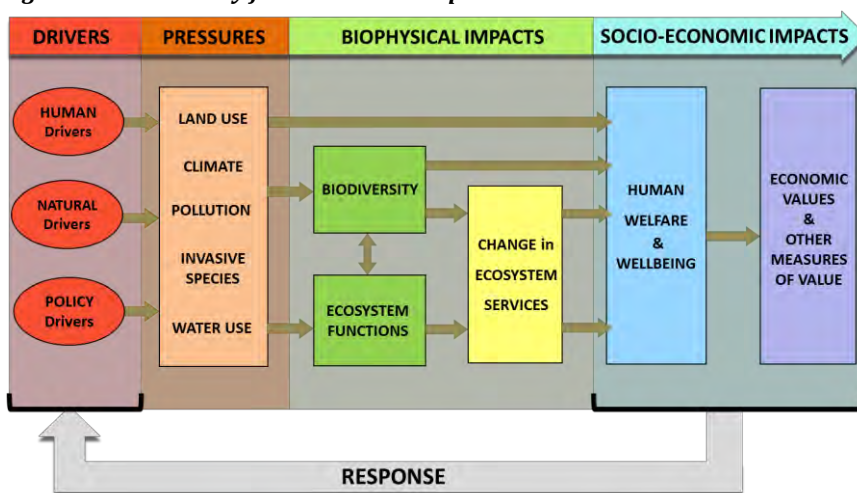 DRIVERS
PRESSURES
BIOPHYSICAL IMPACTS
SOCIO-ECONOMIC IMPACTS
HUMAN
Drivers
NATURAL
Drivers
POLICY
Drivers
LAND USE
CLIMATE
POLLUTION
INVASIVE
SPECIES
WATER USE
BIODIVERSITY
ECOSYSTEM
FUNCTIONS
CHANGE in
ECOSYSTEM
SERVICES
HUMAN
WELFARE
&
WELLBEING
ECONOMIC
VALUES
&
OTHER
MEASURES
OF VALUE
RESPONSE